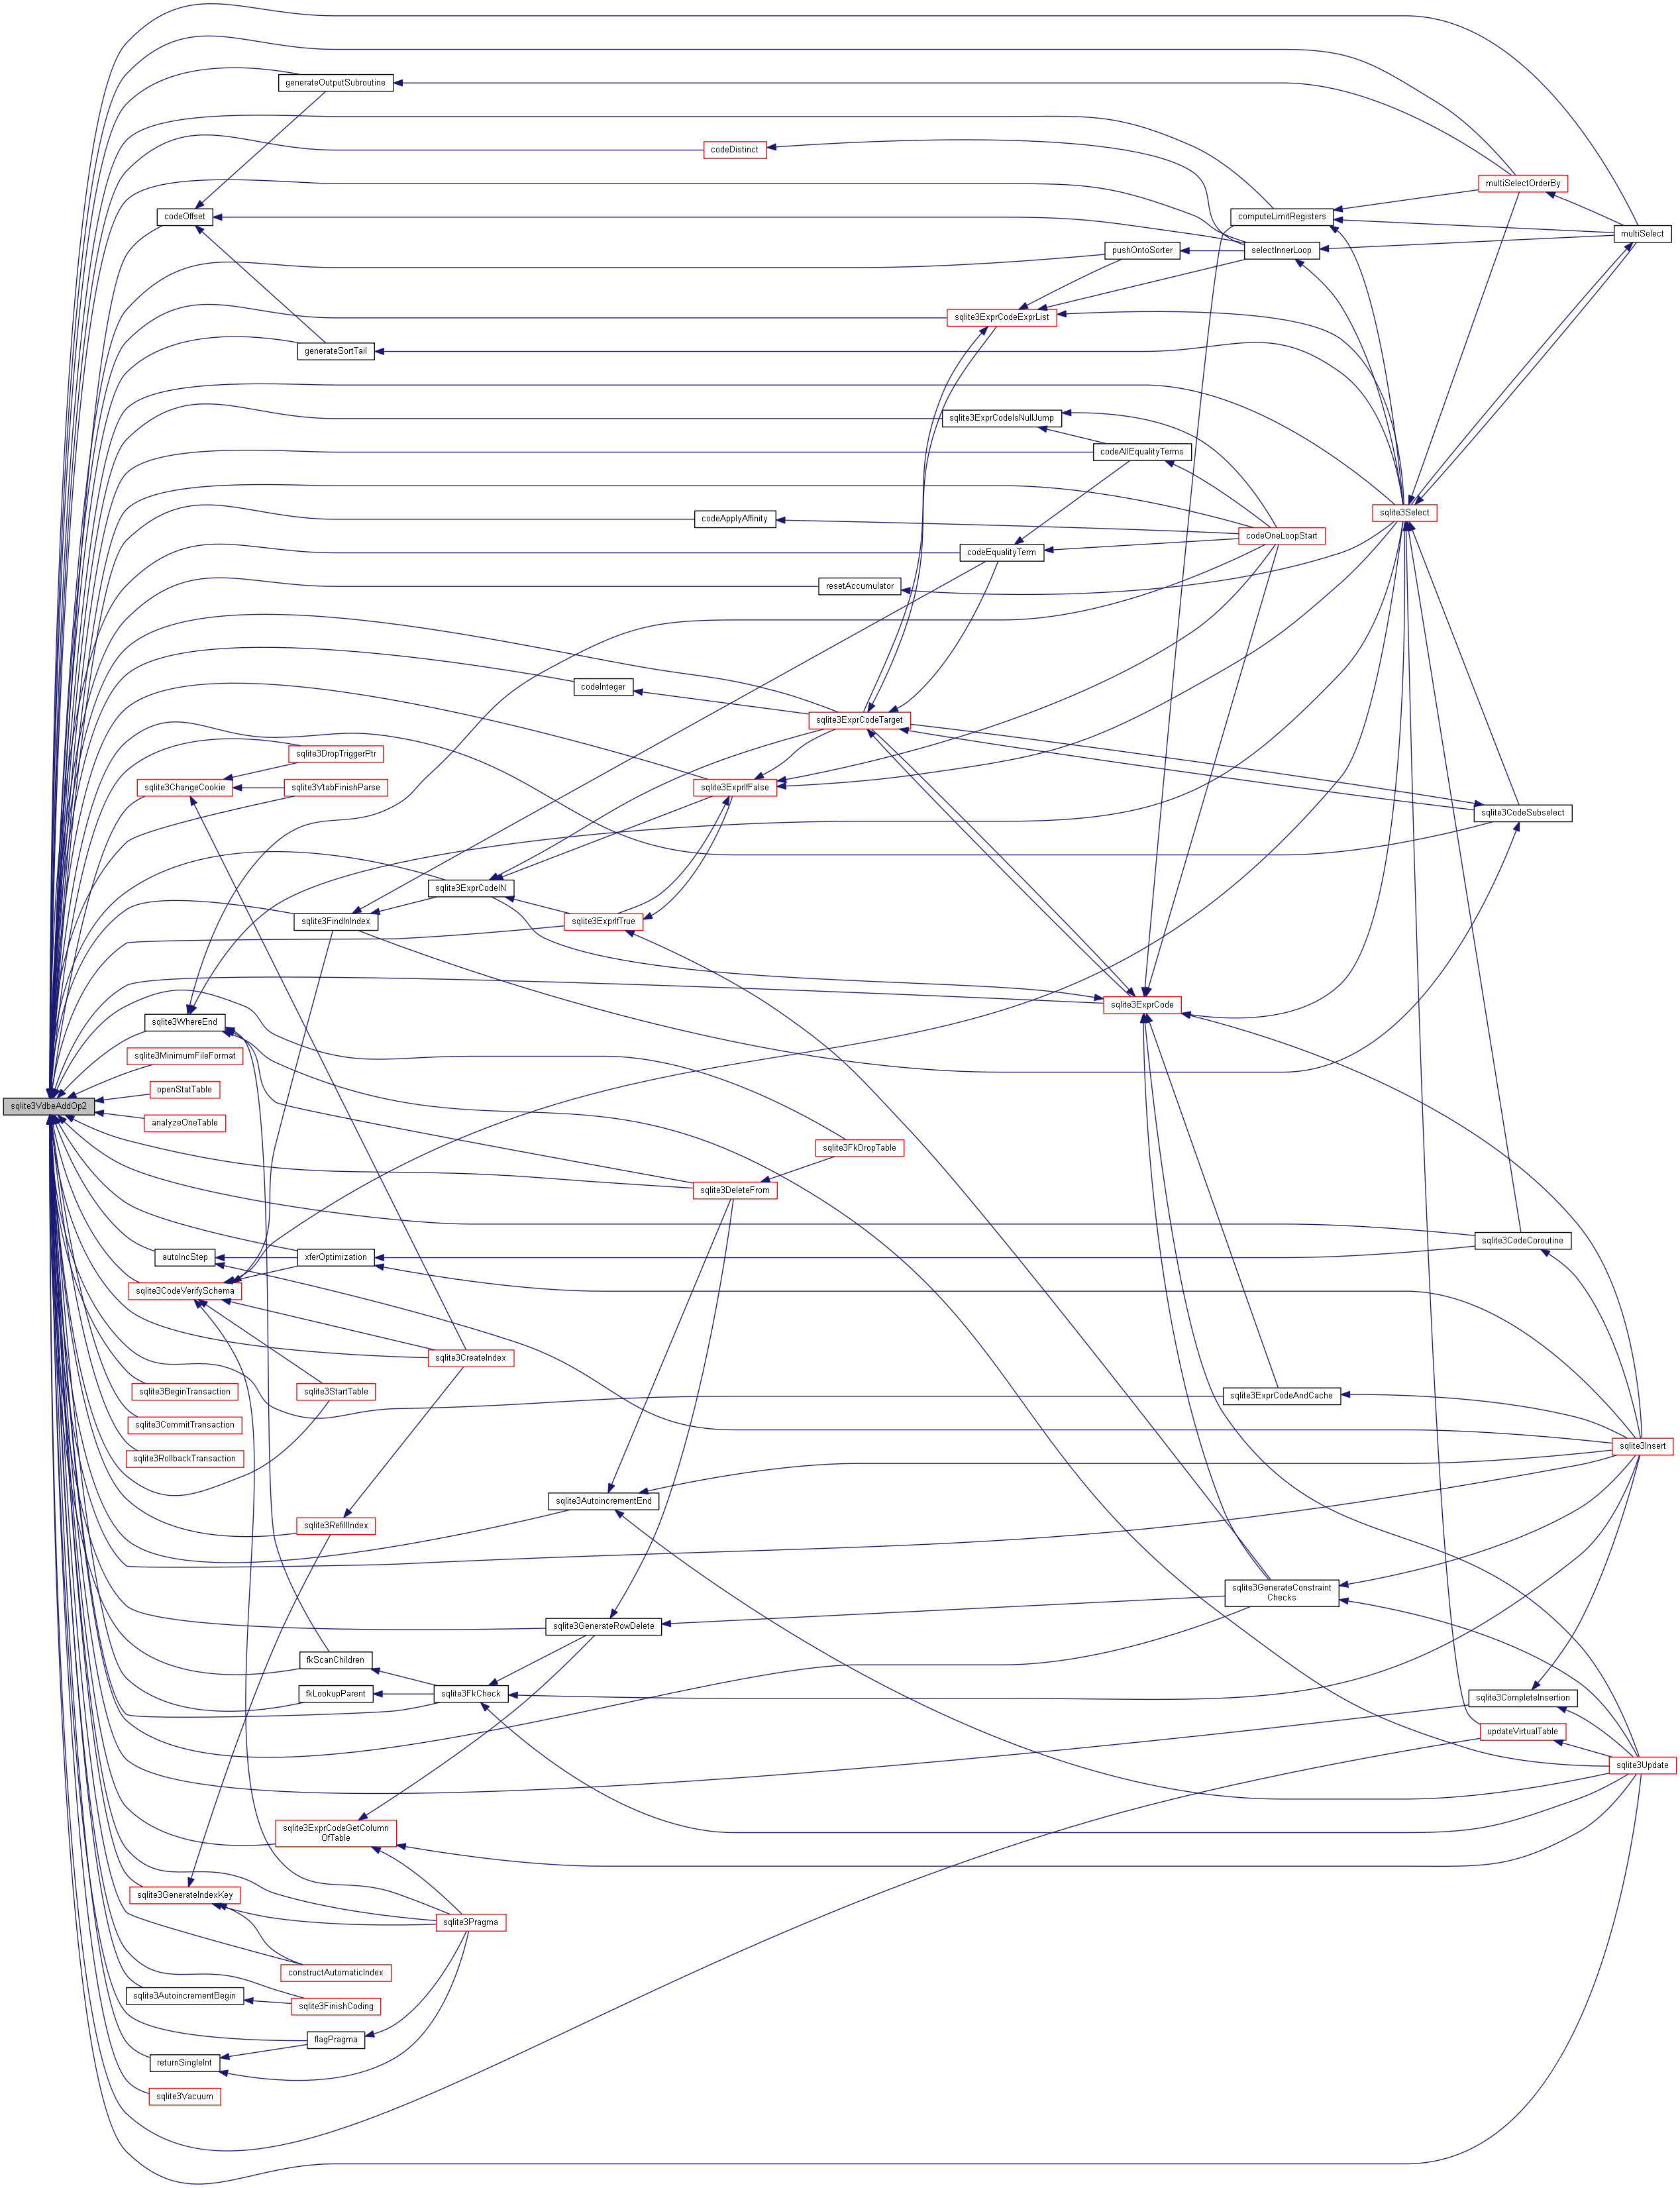 generateOutputSubroutine
codeDistinct
multiSelectOrderBy
codeOffset
computeLimitRegisters
multiSelect
pushOntoSorter
selectInnerLoop
sqlite3ExprCodeExprList
generateSortTail
sqlite3ExprCodeIsNullJump
codeAllEqualityTerms
sqlite3Select
codeApplyAffinity
codeOneLoopStart
codeEqualityTerm
resetAccumulator
codeInteger
sqlite3ExprCodeTarget
sqlite3DropTriggerPtr
sqlite3ChangeCookie
sqlite3VtabFinishParse
sqlite3ExprIfFalse
sqlite3CodeSubselect
sqlite3ExprCodeIN
sqlite3FindInIndex
sqlite3ExprIfTrue
sqlite3ExprCode
sqlite3WhereEnd
sqlite3MinimumFileFormat
openStatTable
sqlite3VdbeAddOp2
analyzeOneTable
sqlite3FkDropTable
sqlite3DeleteFrom
sqlite3CodeCoroutine
autoIncStep
xferOptimization
sqlite3CodeVerifySchema
sqlite3CreateIndex
sqlite3BeginTransaction
sqlite3StartTable
sqlite3ExprCodeAndCache
sqlite3CommitTransaction
sqlite3Insert
sqlite3RollbackTransaction
sqlite3AutoincrementEnd
sqlite3RefillIndex
sqlite3GenerateConstraint
Checks
sqlite3GenerateRowDelete
fkScanChildren
fkLookupParent
sqlite3FkCheck
sqlite3CompleteInsertion
updateVirtualTable
sqlite3Update
sqlite3ExprCodeGetColumn
OfTable
sqlite3GenerateIndexKey
sqlite3Pragma
constructAutomaticIndex
sqlite3AutoincrementBegin
sqlite3FinishCoding
flagPragma
returnSingleInt
sqlite3Vacuum